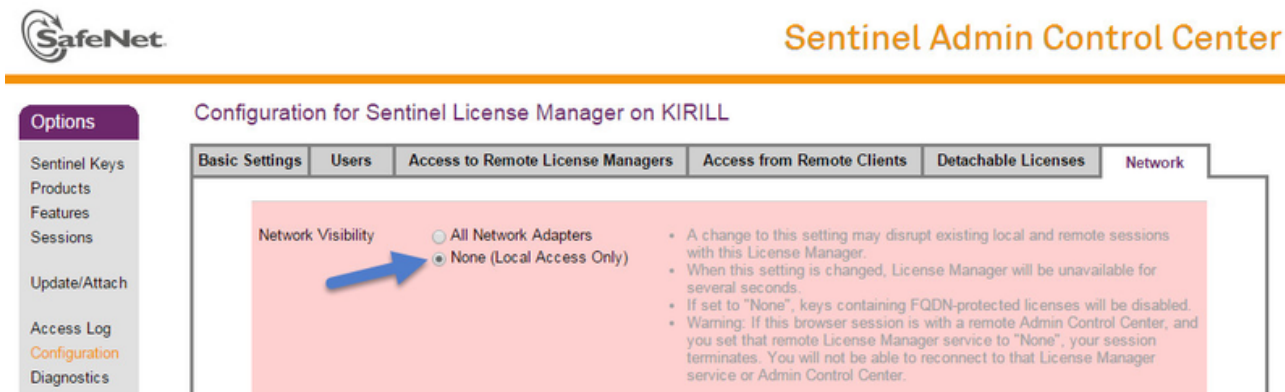 SafeNet.
Sentinel Admin Control Center
Options
Sentinel Keys
Products
Features
Sessions
Update/Attach
Access Log
Configuration
Diagnostics
Configuration for Sentinel License Manager on KIRILL
Basic Settings Users Access to Remote License Managers Access from Remote Clients Detachable Licenses Network
Network Visibility
All Network Adapters
None (Local Access Only)
• A change to this setting may disrupt existing local and remote sessions
with this License Manager.
• When this setting is changed, License Manager will be unavailable for
several seconds.
• If set to "None", keys containing FQDN-protected licenses will be disabled.
• Warning: If this browser session is with a remote Admin Control Center, and
you set that remote License Manager service to "None", your session
terminates. You will not be able to reconnect to that License Manager
service or Admin Control Center.